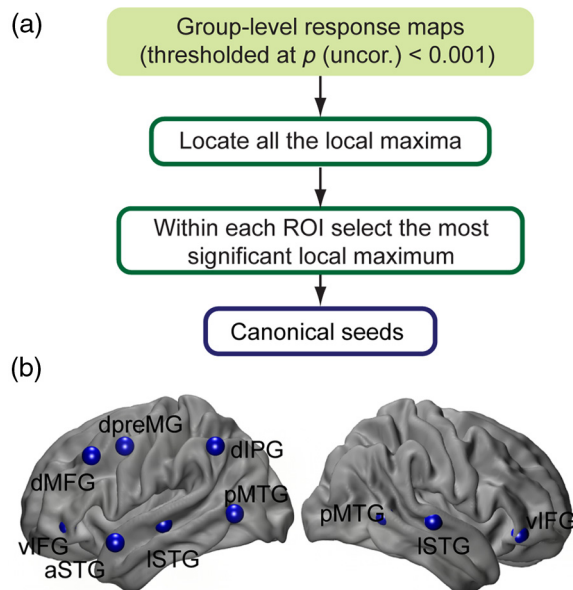 (a)
Group-level response maps
(thresholded at p (uncor.) < 0.001)
Locate all the local maxima
Within each ROI select the most
significant local maximum
Canonical seeds
(b)
dpreMG
dIPG
dMFG
pMTG
vIFG
aSTG
lSTG
pMTG
lSTG
vIFG